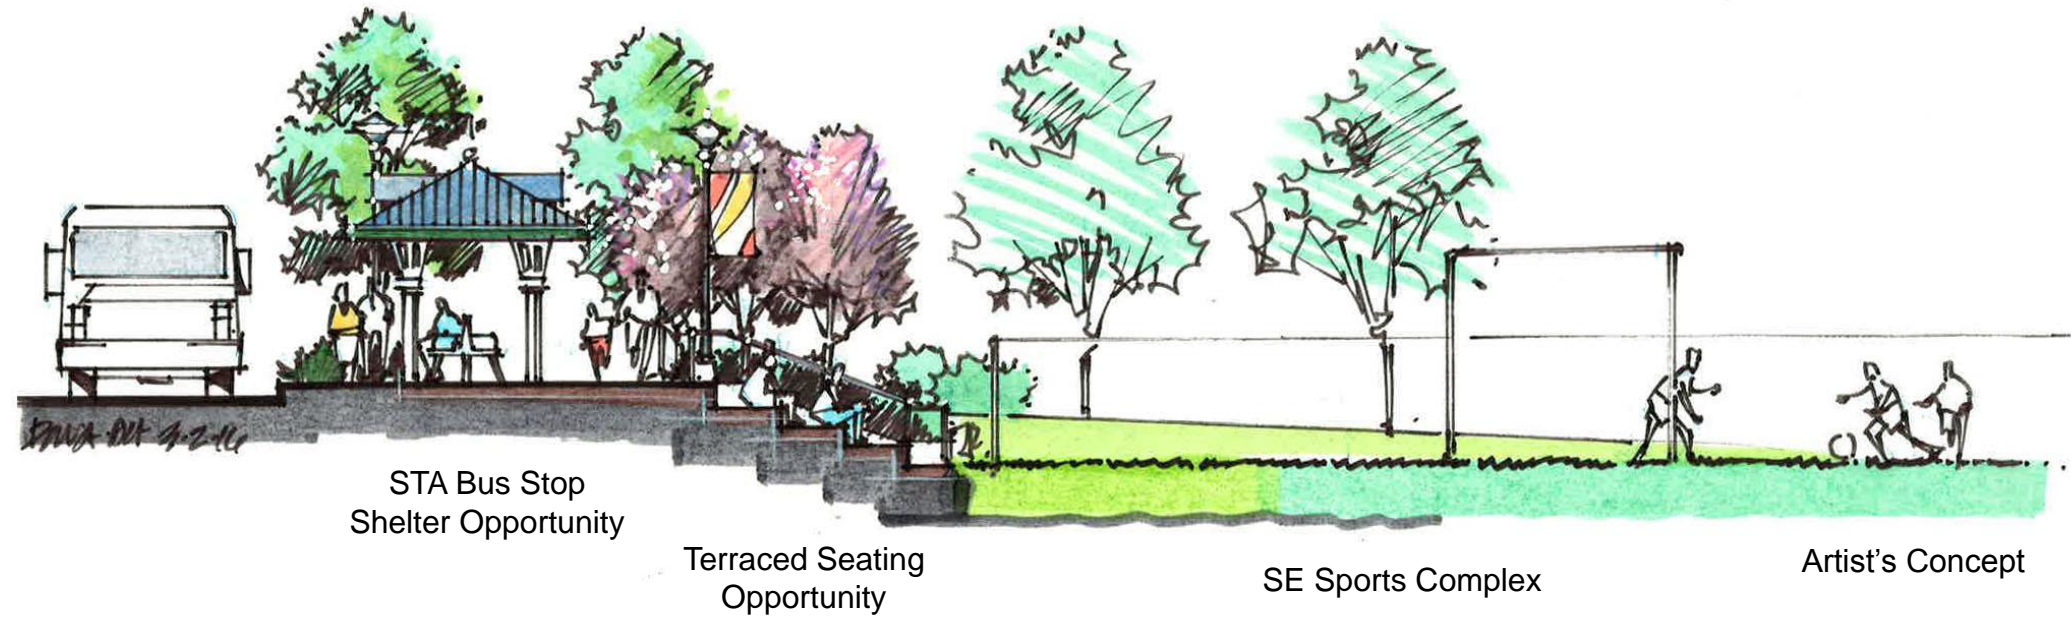 STA Bus Stop
Shelter Opportunity
Terraced Seating
Opportunity
SE Sports Complex
Artist's Concept